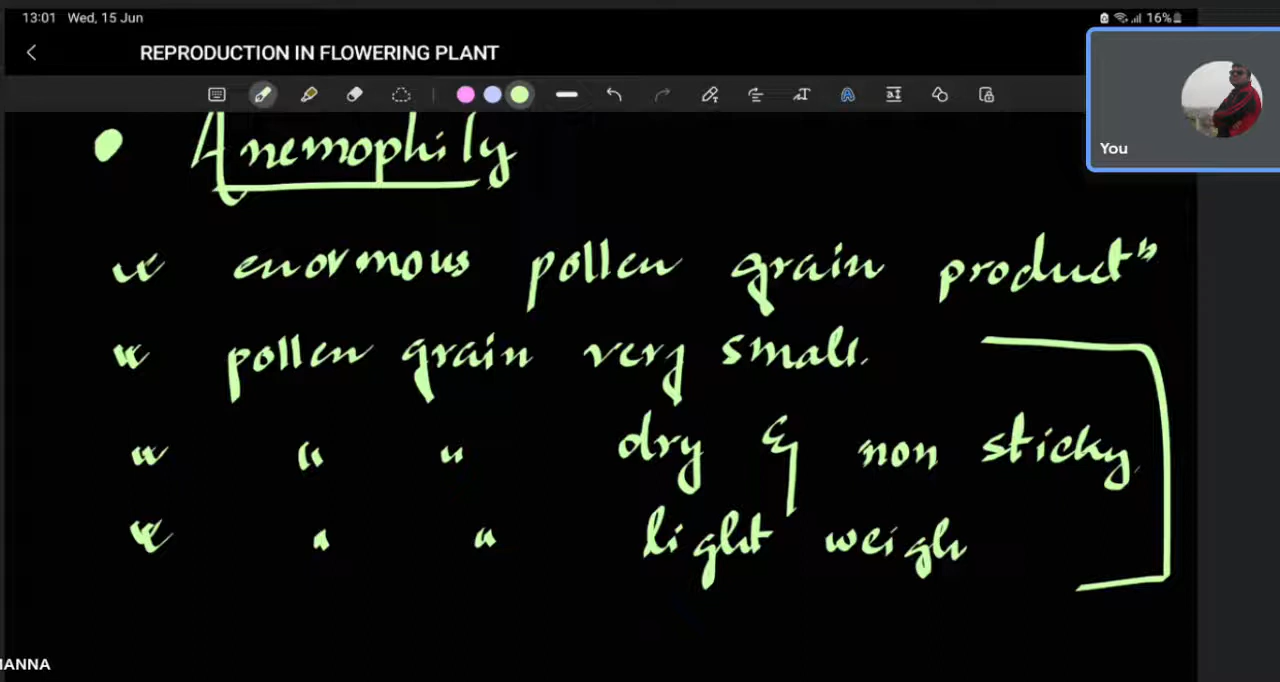 13:01 Wed, 15 Jun 16%
REPRODUCTION IN FLOWERING PLANT
You
Anemophily
enormous pollen grain productn
pollen grain very small.
" " dry & non sticky,
" " light weigh
MANNA